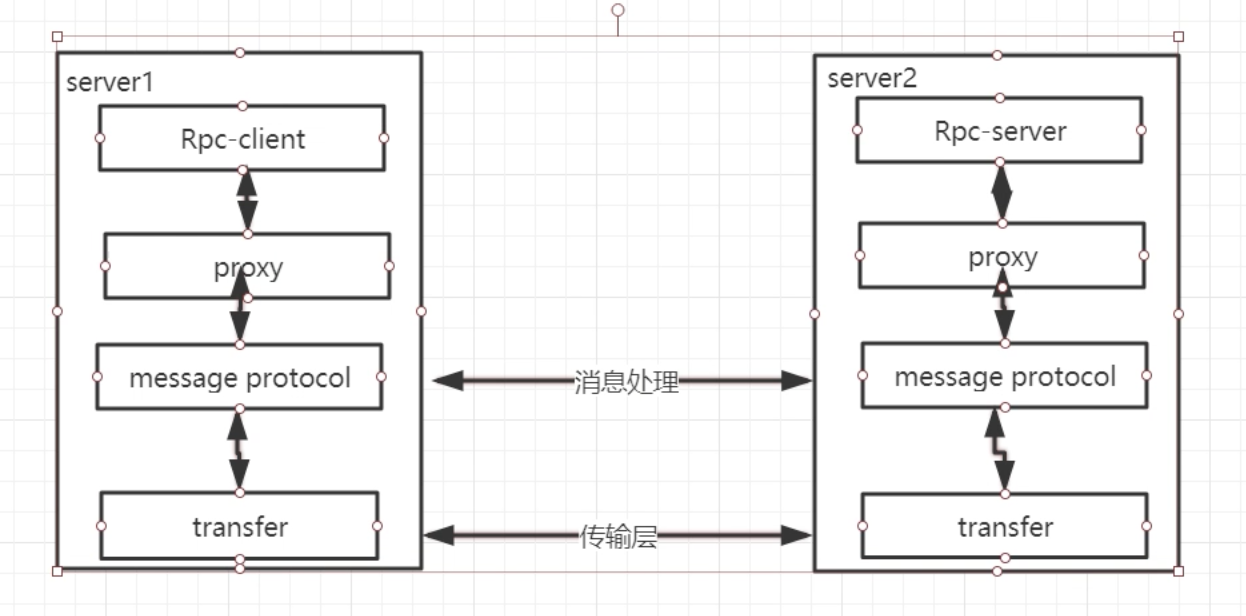 server1
Rpc-client
proxy
message protocol
transfer
消息处理
传输层
server2
Rpc-server
proxy
message protocol
transfer